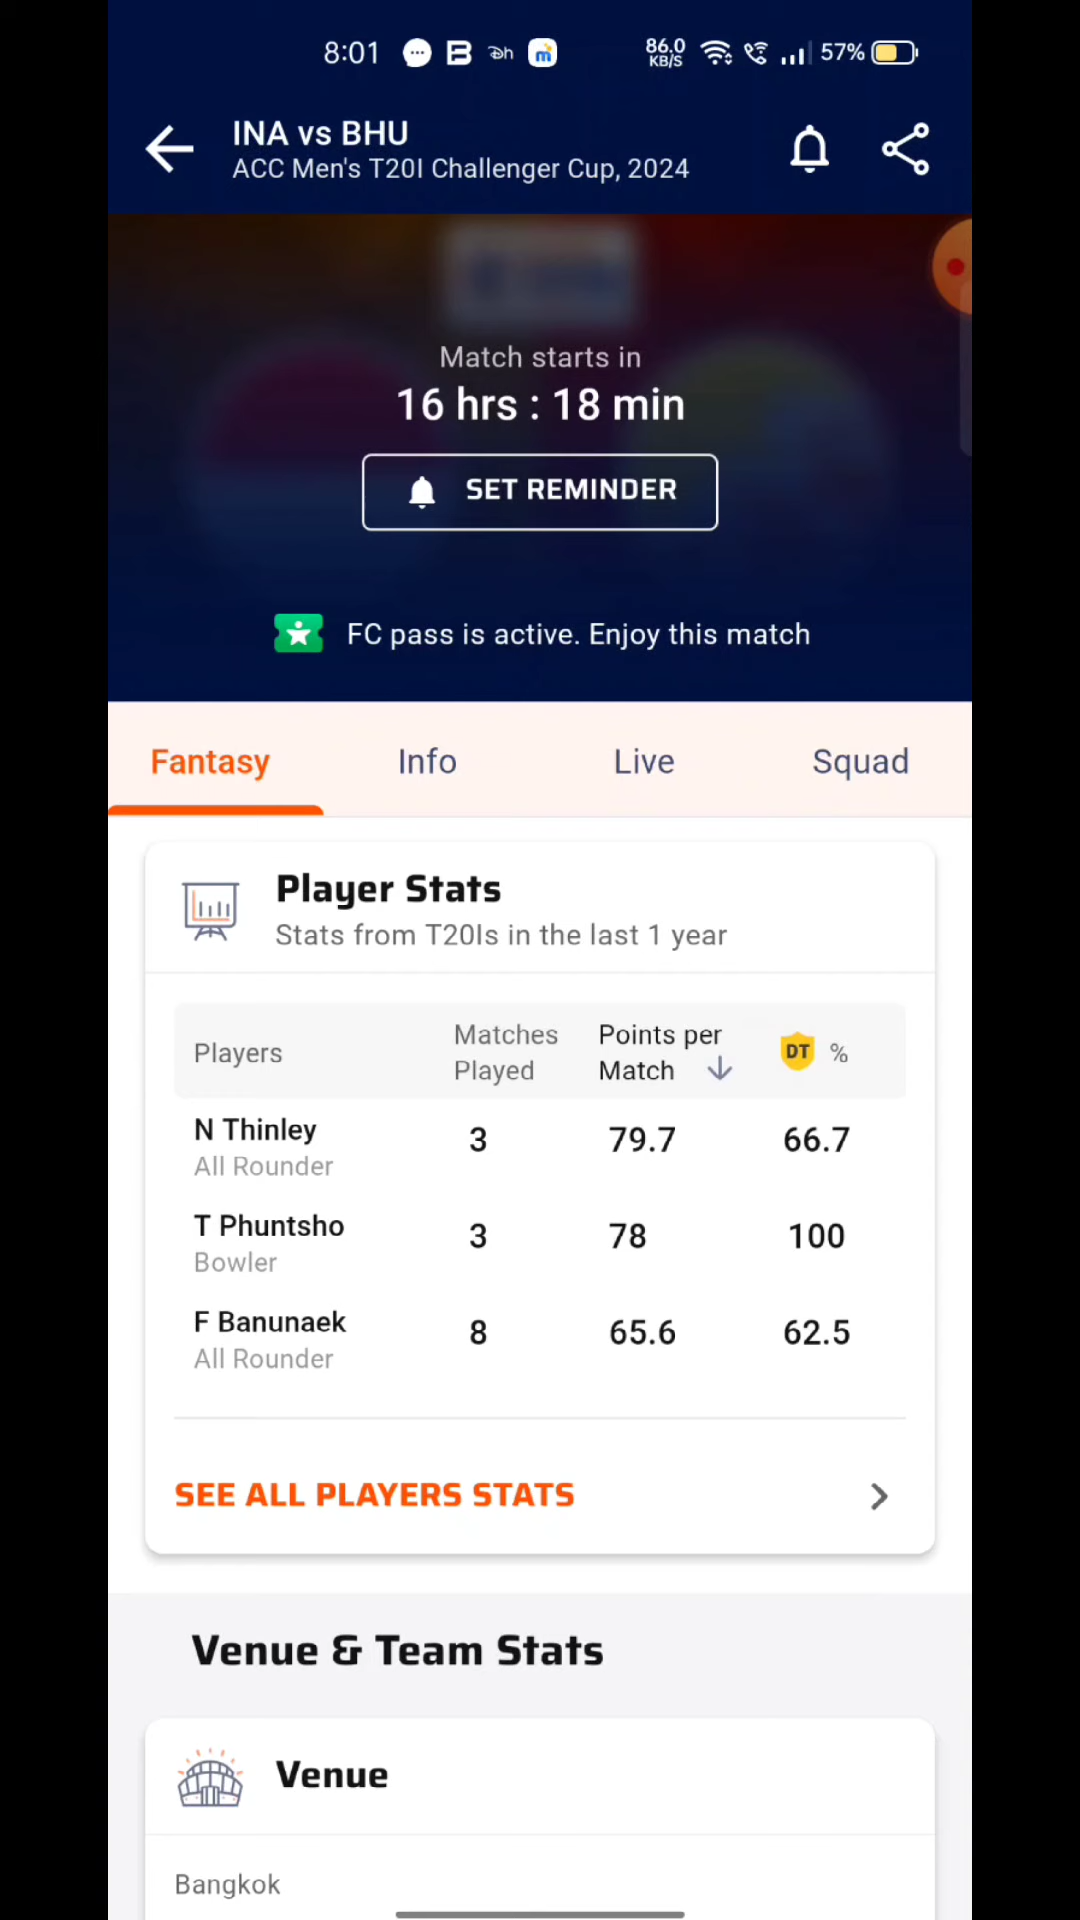 8:01
86.0
KB/S
57%
INA vs BHU
ACC Men's T20I Challenger Cup, 2024
Match starts in
16 hrs : 18 min
SET REMINDER
FC pass is active. Enjoy this match
Fantasy Info Live Squad
Player Stats
Stats from T20Is in the last 1 year
Players Matches Played Points per Match DT %
N Thinley 3 79.7 66.7
All Rounder
T Phuntsho 3 78 100
Bowler
F Banunaek 8 65.6 62.5
All Rounder
SEE ALL PLAYERS STATS
Venue & Team Stats
Venue
Bangkok